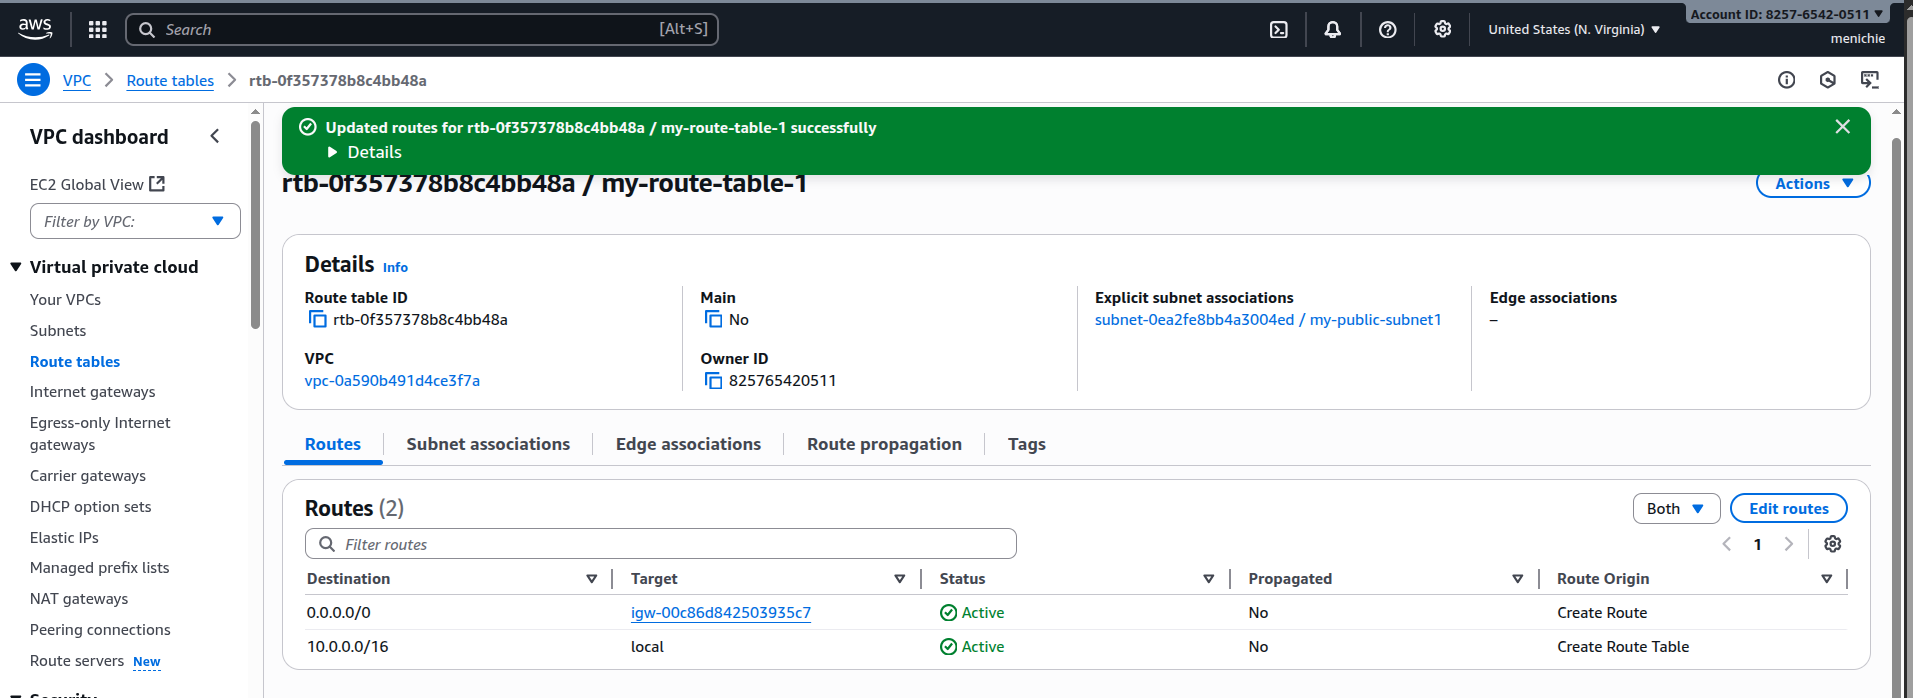 aws
Search [Alt+S]
United States (N. Virginia)
Account ID: 8257-6542-0511
menichie
VPC
Route tables
rtb-0f357378b8c4bb48a
VPC dashboard
EC2 Global View
Filter by VPC:
Virtual private cloud
Your VPCs
Subnets
Route tables
Internet gateways
Egress-only Internet
gateways
Carrier gateways
DHCP option sets
Elastic IPs
Managed prefix lists
NAT gateways
Peering connections
Route servers New
Security
Updated routes for rtb-0f357378b8c4bb48a / my-route-table-1 successfully
Details
rtb-0f357378b8c4bb48a / my-route-table-1
Actions
Details Info
Route table ID
rtb-0f357378b8c4bb48a
VPC
vpc-0a590b491d4ce3f7a
Main
No
Owner ID
825765420511
Explicit subnet associations
subnet-0ea2fe8bb4a3004ed / my-public-subnet1
Edge associations
–
Routes
Subnet associations
Edge associations
Route propagation
Tags
Routes (2)
Both
Edit routes
Filter routes
1
Destination Target Status Propagated Route Origin
0.0.0.0/0 igw-00c86d842503935c7 Active No Create Route
10.0.0.0/16 local Active No Create Route Table